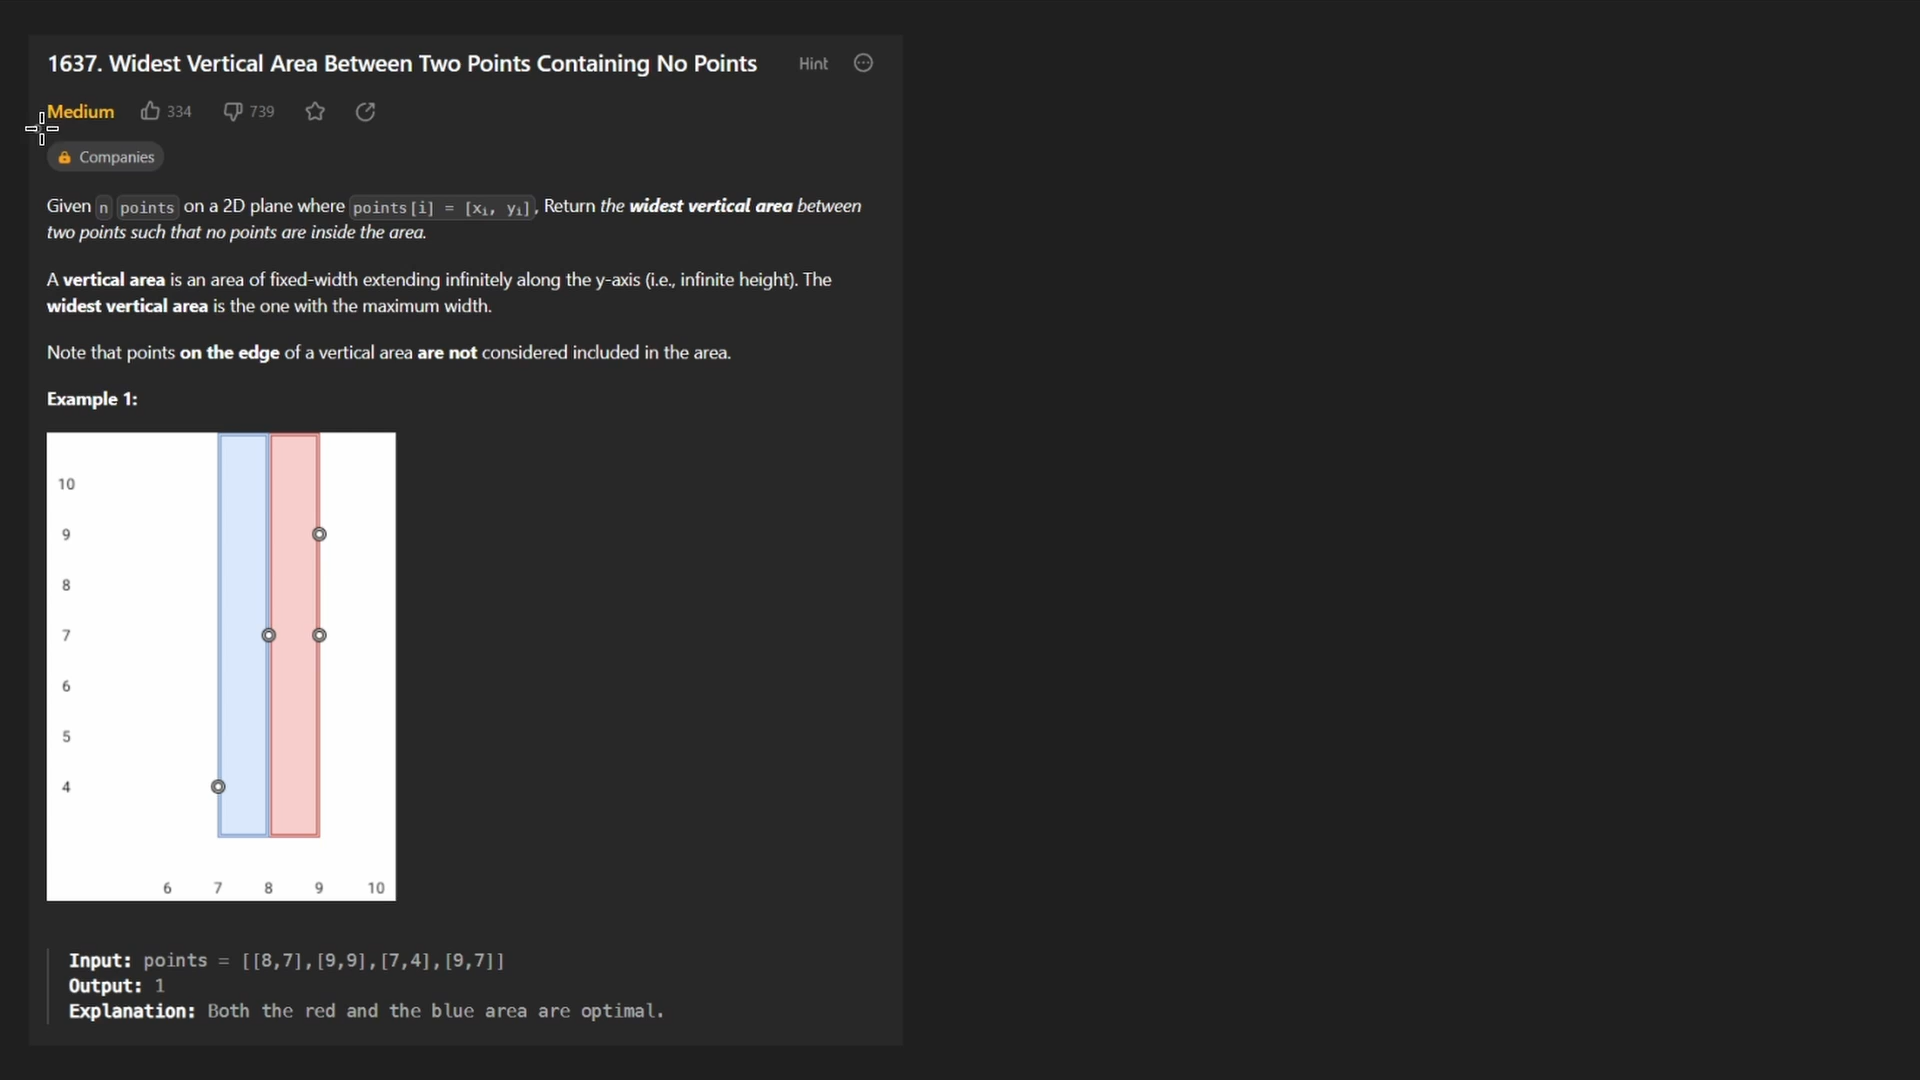 1637. Widest Vertical Area Between Two Points Containing No Points
Hint
Medium 334 739
Companies
Given n points on a 2D plane where points[i] = [xᵢ, yᵢ], Return the widest vertical area between
two points such that no points are inside the area.
A vertical area is an area of fixed-width extending infinitely along the y-axis (i.e., infinite height). The
widest vertical area is the one with the maximum width.
Note that points on the edge of a vertical area are not considered included in the area.
Example 1:
10
9
8
7
6
5
4
6 7 8 9 10
Input: points = [[8,7],[9,9],[7,4],[9,7]]
Output: 1
Explanation: Both the red and the blue area are optimal.